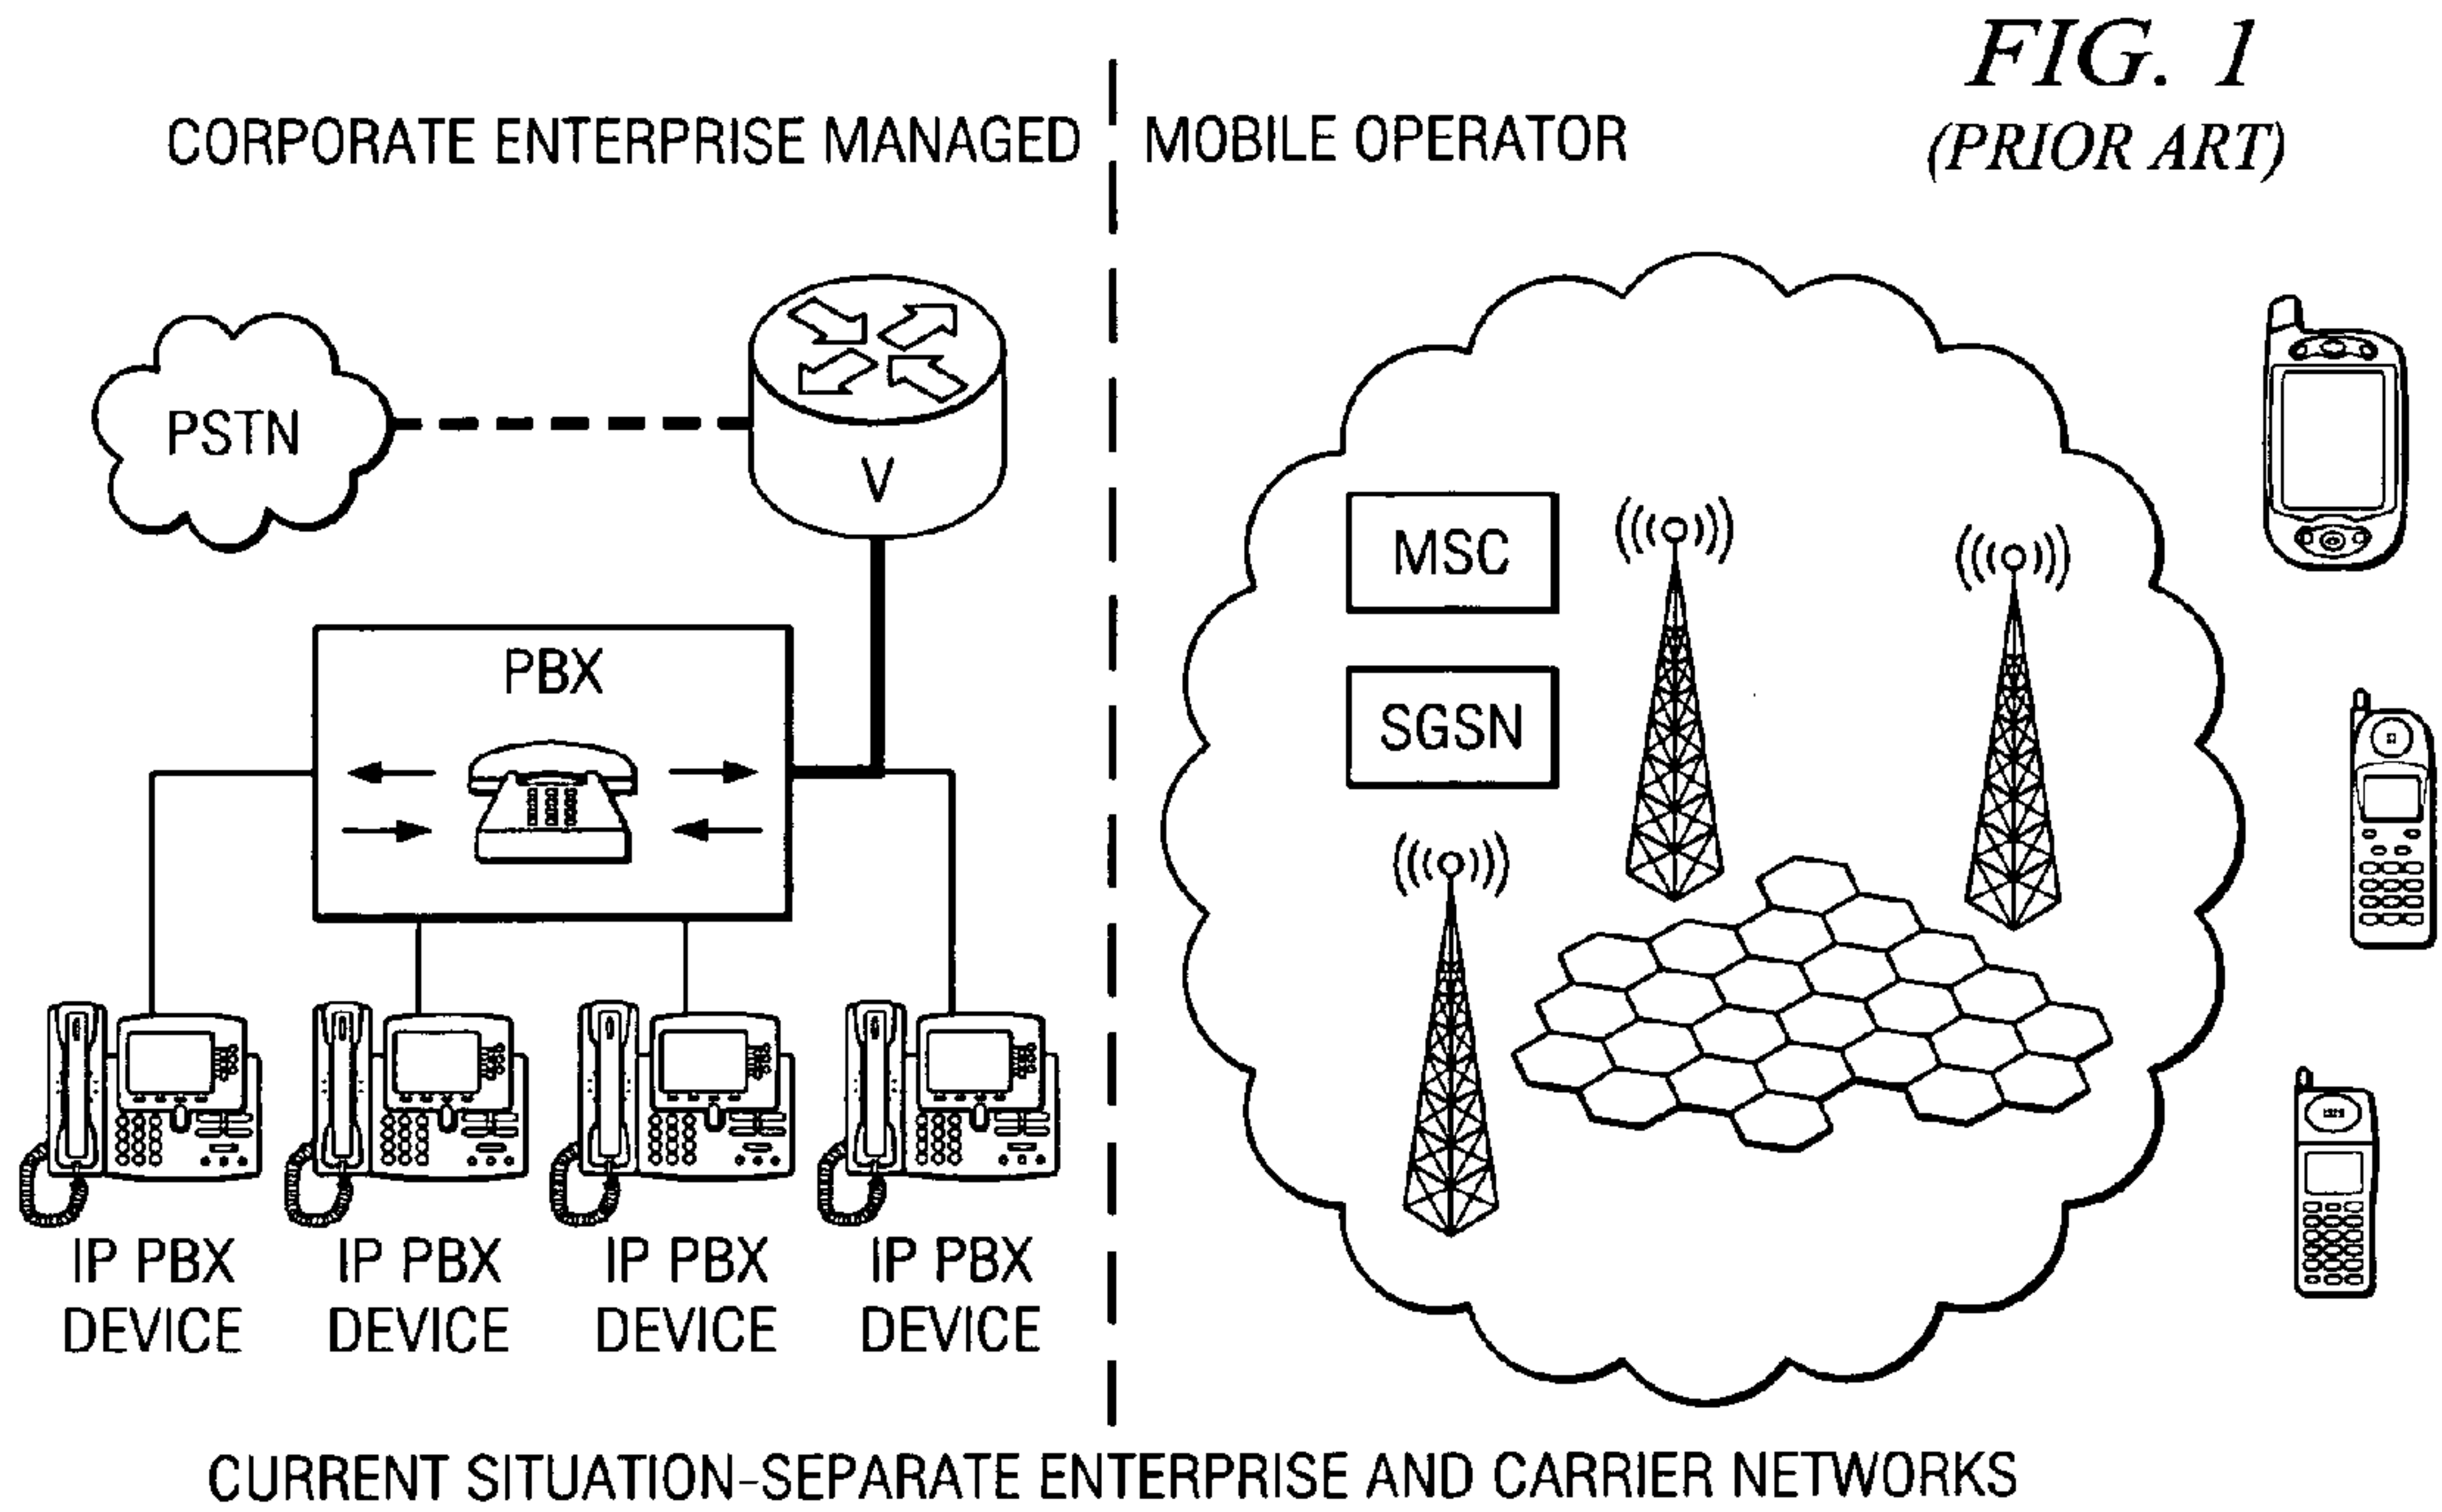 FIG. 1
(PRIOR ART)
CORPORATE ENTERPRISE MANAGED
MOBILE OPERATOR
PSTN
V
MSC
SGSN
PBX
IP PBX
DEVICE
IP PBX
DEVICE
IP PBX
DEVICE
IP PBX
DEVICE
CURRENT SITUATION-SEPARATE ENTERPRISE AND CARRIER NETWORKS